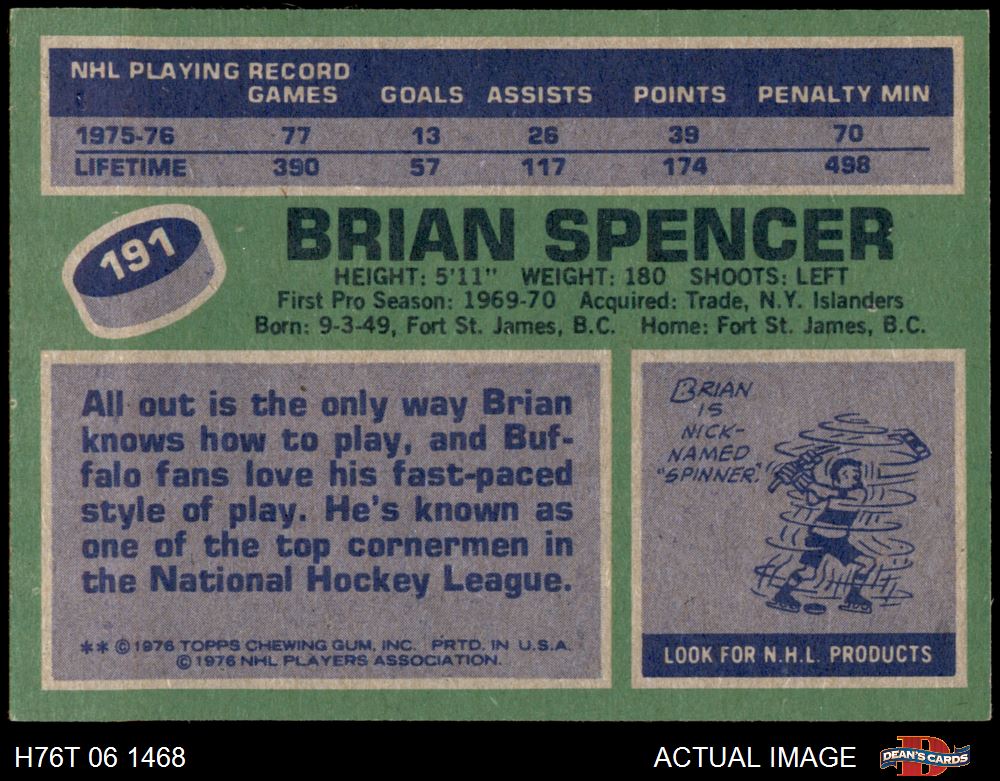 NHL PLAYING RECORD
GAMES GOALS ASSISTS POINTS PENALTY MIN
1975-76 77 13 26 39 70
LIFETIME 390 57 117 174 498
191
BRIAN SPENCER
HEIGHT: 5'11" WEIGHT: 180 SHOOTS: LEFT
First Pro Season: 1969-70 Acquired: Trade, N.Y. Islanders
Born: 9-3-49, Fort St. James, B.C. Home: Fort St. James, B.C.
All out is the only way Brian
knows how to play, and Buf-
falo fans love his fast-paced
style of play. He's known as
one of the top cornermen in
the National Hockey League.
** © 1976 TOPPS CHEWING GUM, INC. PRTD. IN U.S.A.
© 1976 NHL PLAYERS ASSOCIATION.
BRIAN
IS
NICK-
NAMED
"SPINNER."
LOOK FOR N.H.L. PRODUCTS
H76T 06 1468
ACTUAL IMAGE
DEAN'S CARDS